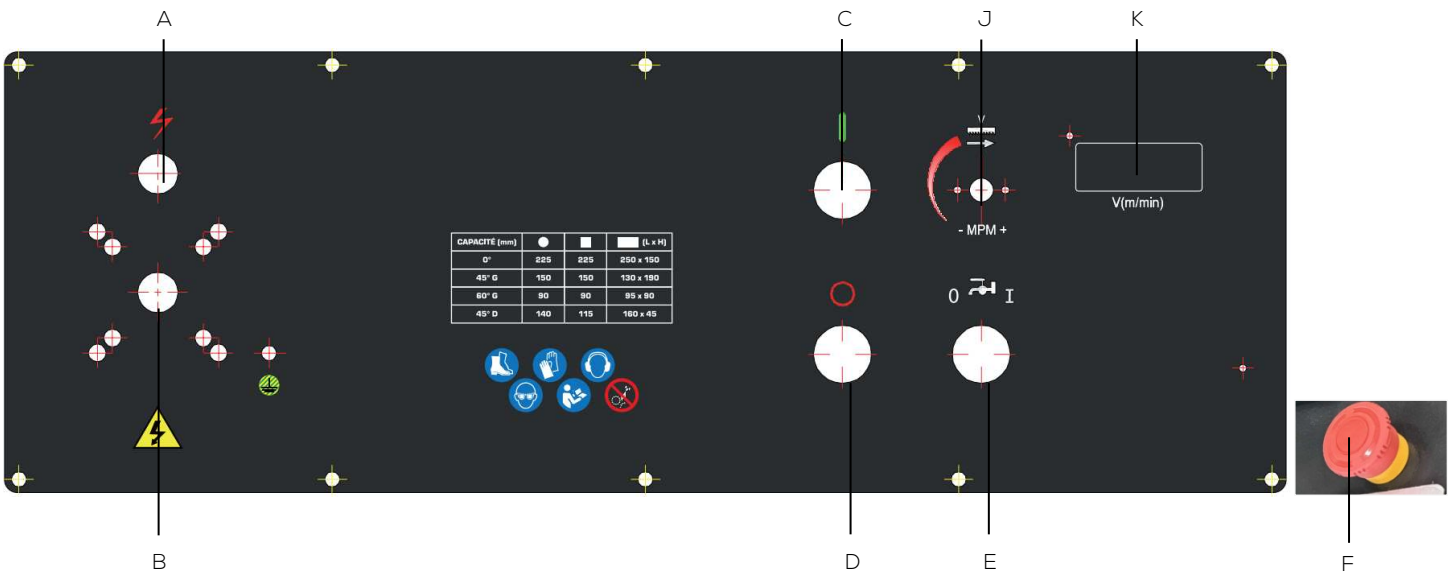 A C J K
V
V(m/min)
- MPM +
CAPACITÉ (mm) (L x H)
0° 225 225 250 x 150
45° G 150 150 130 x 190
60° G 90 90 95 x 90
45° D 140 115 160 x 45
0 I
B D E F